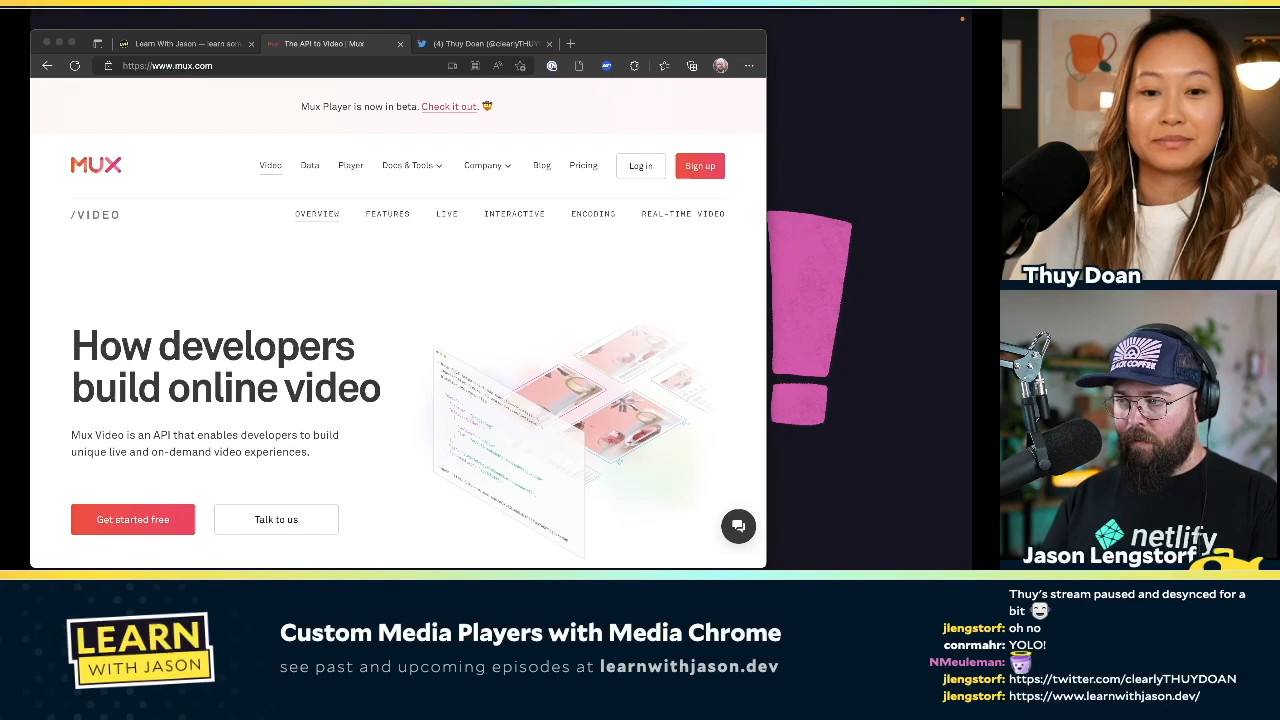 Learn With Jason — learn som
The API to Video | Mux
(4) Thuy Doan (@clearlyTHUY
https://www.mux.com
Mux Player is now in beta. Check it out. 🤠
MUX
Video
Data
Player
Docs & Tools
Company
Blog
Pricing
Log in
Sign up
/VIDEO
OVERVIEW
FEATURES
LIVE
INTERACTIVE
ENCODING
REAL-TIME VIDEO
How developers
build online video
Mux Video is an API that enables developers to build
unique live and on-demand video experiences.
Get started free
Talk to us
!
Thuy Doan
BLACK COFFEE
netlify
Jason Lengstorf
LEARN
WITH JASON
Custom Media Players with Media Chrome
see past and upcoming episodes at learnwithjason.dev
Thuy's stream paused and desynced for a
bit
jlengstorf: oh no
conrmahr: YOLO!
NMeuleman:
jlengstorf: https://twitter.com/clearlyTHUYDOAN
jlengstorf: https://www.learnwithjason.dev/